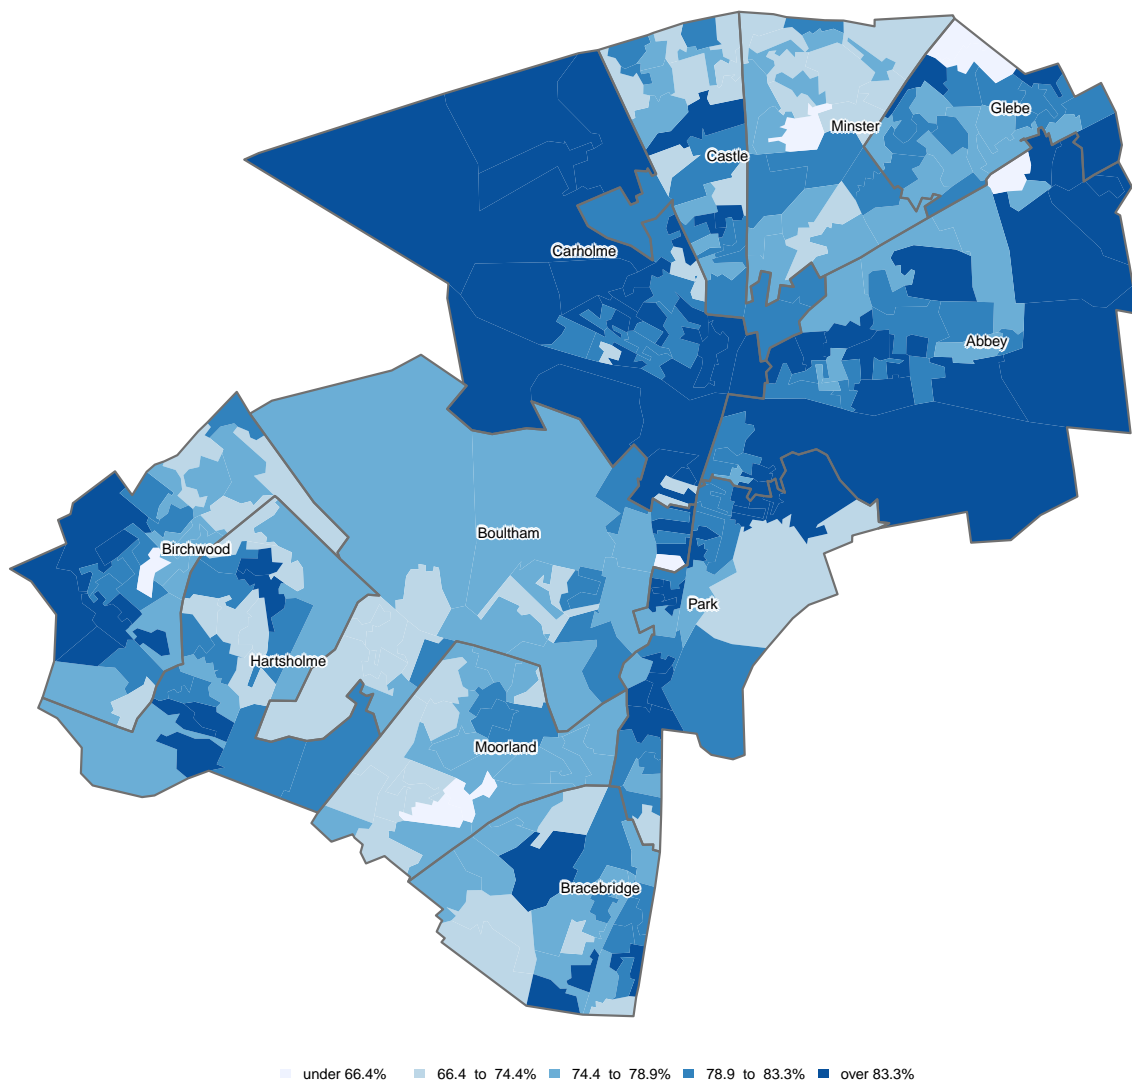 Glebe
Minster
Castle
Carholme
Abbey
Boultham
Birchwood
Park
Hartsholme
Moorland
Bracebridge
under 66.4% 66.4 to 74.4% 74.4 to 78.9% 78.9 to 83.3% over 83.3%